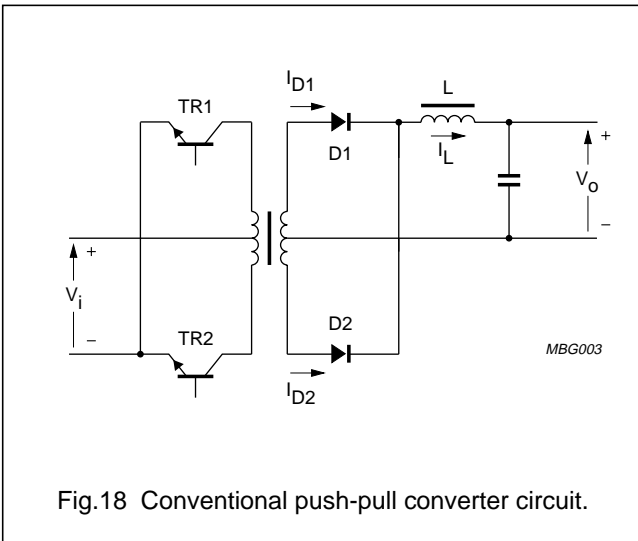 I_D1
L
TR1
D1
I_L
+
V_o
−
+
V_i
−
TR2
D2
I_D2
MBG003
Fig.18 Conventional push-pull converter circuit.